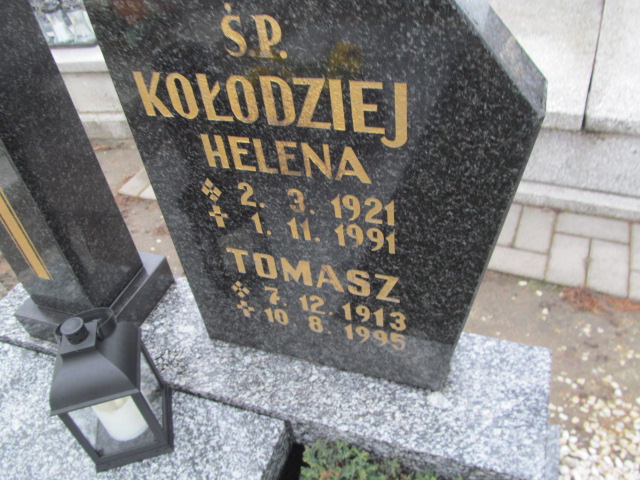 Ś.P.
KOŁODZIEJ
HELENA
2. 3. 1921
1. 11. 1991
TOMASZ
7. 12. 1913
10 8. 1995